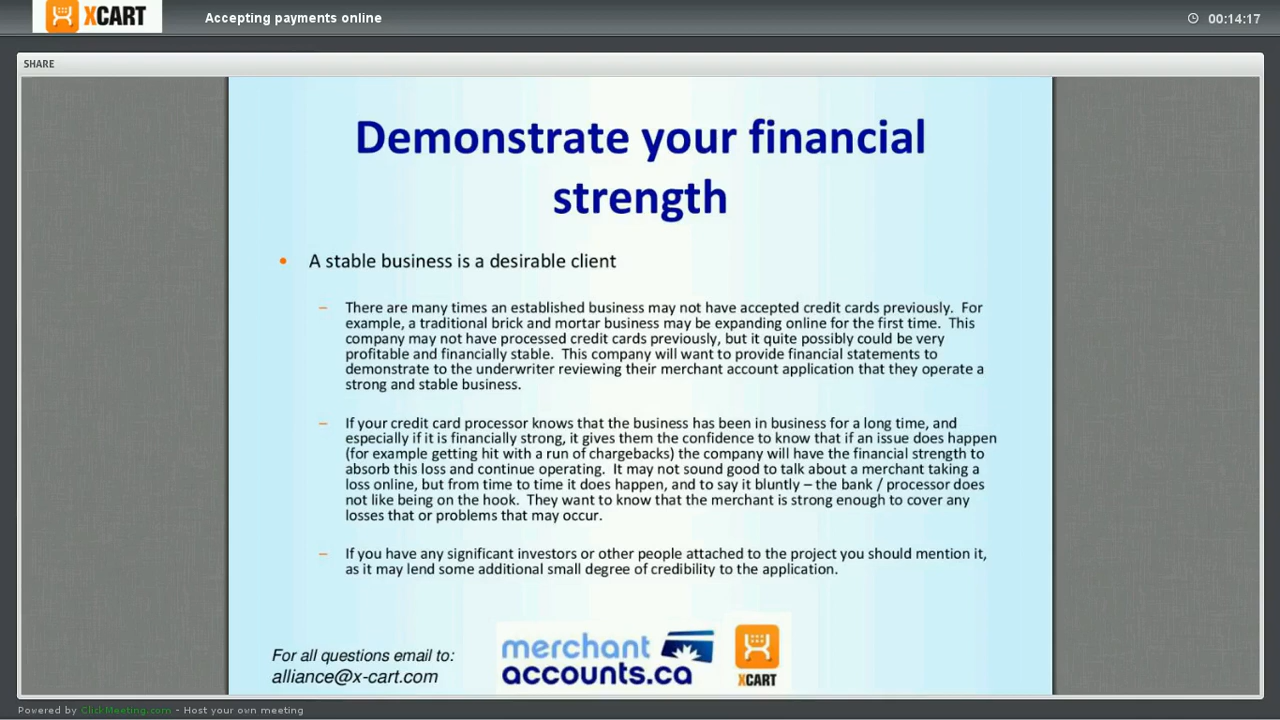 XCART
Accepting payments online
00:14:17
SHARE
Demonstrate your financial
strength
• A stable business is a desirable client
– There are many times an established business may not have accepted credit cards previously. For
example, a traditional brick and mortar business may be expanding online for the first time. This
company may not have processed credit cards previously, but it quite possibly could be very
profitable and financially stable. This company will want to provide financial statements to
demonstrate to the underwriter reviewing their merchant account application that they operate a
strong and stable business.
– If your credit card processor knows that the business has been in business for a long time, and
especially if it is financially strong, it gives them the confidence to know that if an issue does happen
(for example getting hit with a run of chargebacks) the company will have the financial strength to
absorb this loss and continue operating. It may not sound good to talk about a merchant taking a
loss online, but from time to time it does happen, and to say it bluntly – the bank / processor does
not like being on the hook. They want to know that the merchant is strong enough to cover any
losses that or problems that may occur.
– If you have any significant investors or other people attached to the project you should mention it,
as it may lend some additional small degree of credibility to the application.
For all questions email to:
alliance@x-cart.com
merchant
accounts.ca
XCART
Powered by ClickMeeting.com - Host your own meeting